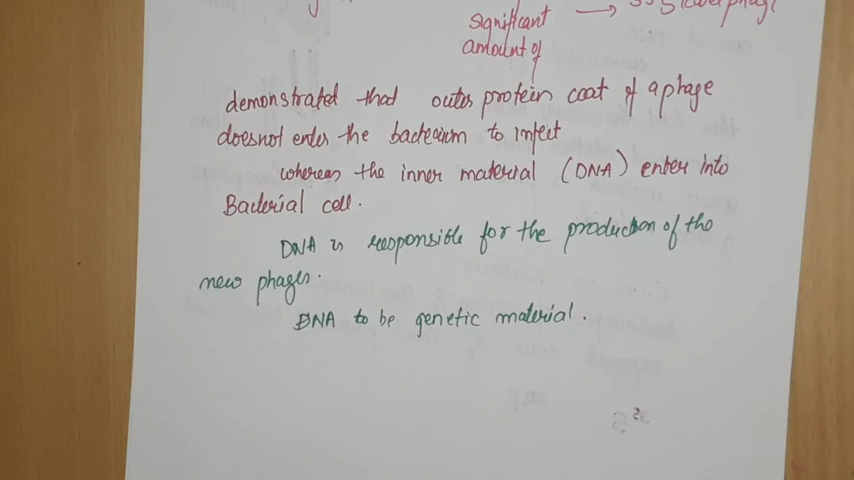 significant →
amount of
demonstrated that outer protein coat of a phage
doesnot enter the bacterium to infect
whereas the inner material (DNA) enter into
Bacterial cell.
DNA is responsible for the production of the
new phages.
DNA to be genetic material.